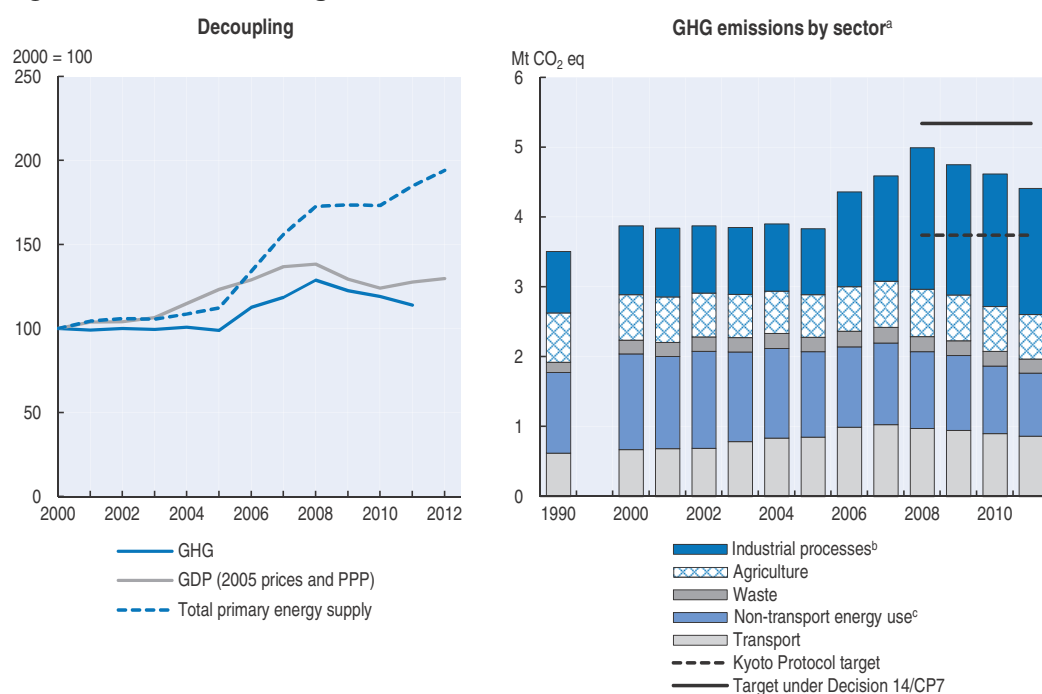 Decoupling
2000 = 100
250
200
150
100
50
0
2000 2002 2004 2006 2008 2010 2012
GHG
GDP (2005 prices and PPP)
Total primary energy supply
GHG emissions by sectorᵃ
Mt CO₂ eq
6
5
4
3
2
1
0
1990 2000 2002 2004 2006 2008 2010
Industrial processesᵇ
Agriculture
Waste
Non-transport energy useᶜ
Transport
Kyoto Protocol target
Target under Decision 14/CP7